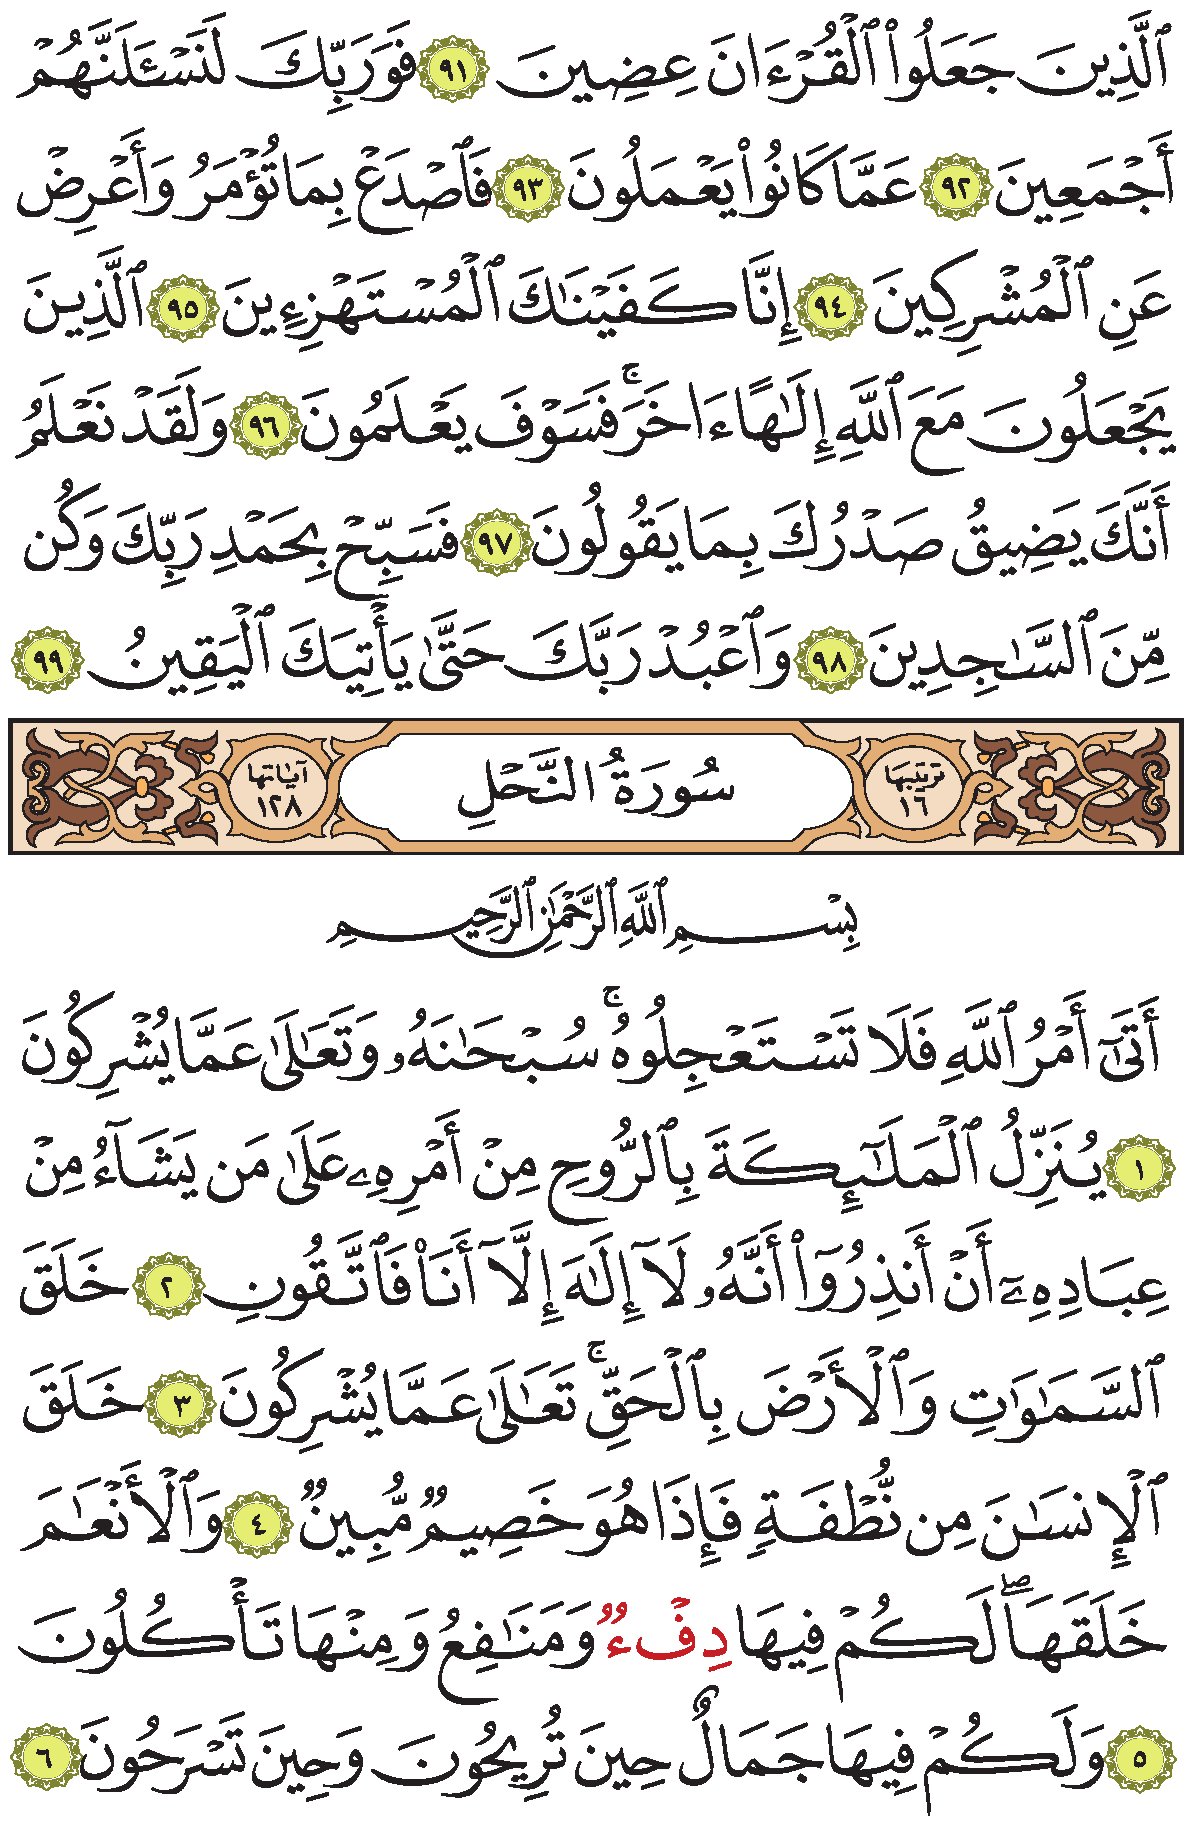 ٱلَّذِينَ جَعَلُوا۟ ٱلْقُرْءَانَ عِضِينَ ٩١ فَوَرَبِّكَ لَنَسْـَٔلَنَّهُمْ
أَجْمَعِينَ ٩٢ عَمَّا كَانُوا۟ يَعْمَلُونَ ٩٣ فَٱصْدَعْ بِمَا تُؤْمَرُ وَأَعْرِضْ
عَنِ ٱلْمُشْرِكِينَ ٩٤ إِنَّا كَفَيْنَـٰكَ ٱلْمُسْتَهْزِءِينَ ٩٥ ٱلَّذِينَ
يَجْعَلُونَ مَعَ ٱللَّهِ إِلَـٰهًا ءَاخَرَ ۚ فَسَوْفَ يَعْلَمُونَ ٩٦ وَلَقَدْ نَعْلَمُ
أَنَّكَ يَضِيقُ صَدْرُكَ بِمَا يَقُولُونَ ٩٧ فَسَبِّحْ بِحَمْدِ رَبِّكَ وَكُن
مِّنَ ٱلسَّـٰجِدِينَ ٩٨ وَٱعْبُدْ رَبَّكَ حَتَّىٰ يَأْتِيَكَ ٱلْيَقِينُ ٩٩
ترتيبها ١٦ سُورَةُ النَّحْلِ آياتها ١٢٨
بِسْمِ ٱللَّهِ ٱلرَّحْمَـٰنِ ٱلرَّحِيمِ
أَتَىٰٓ أَمْرُ ٱللَّهِ فَلَا تَسْتَعْجِلُوهُ ۚ سُبْحَـٰنَهُۥ وَتَعَـٰلَىٰ عَمَّا يُشْرِكُونَ
١ يُنَزِّلُ ٱلْمَلَـٰٓئِكَةَ بِٱلرُّوحِ مِنْ أَمْرِهِۦ عَلَىٰ مَن يَشَآءُ مِنْ
عِبَادِهِۦٓ أَنْ أَنذِرُوٓا۟ أَنَّهُۥ لَآ إِلَـٰهَ إِلَّآ أَنَا۠ فَٱتَّقُونِ ٢ خَلَقَ
ٱلسَّمَـٰوَٰتِ وَٱلْأَرْضَ بِٱلْحَقِّ ۚ تَعَـٰلَىٰ عَمَّا يُشْرِكُونَ ٣ خَلَقَ
ٱلْإِنسَـٰنَ مِن نُّطْفَةٍ فَإِذَا هُوَ خَصِيمٌ مُّبِينٌ ٤ وَٱلْأَنْعَـٰمَ
خَلَقَهَا ۖ لَكُمْ فِيهَا دِفْءٌ وَمَنَـٰفِعُ وَمِنْهَا تَأْكُلُونَ
٥ وَلَكُمْ فِيهَا جَمَالٌ حِينَ تُرِيحُونَ وَحِينَ تَسْرَحُونَ ٦